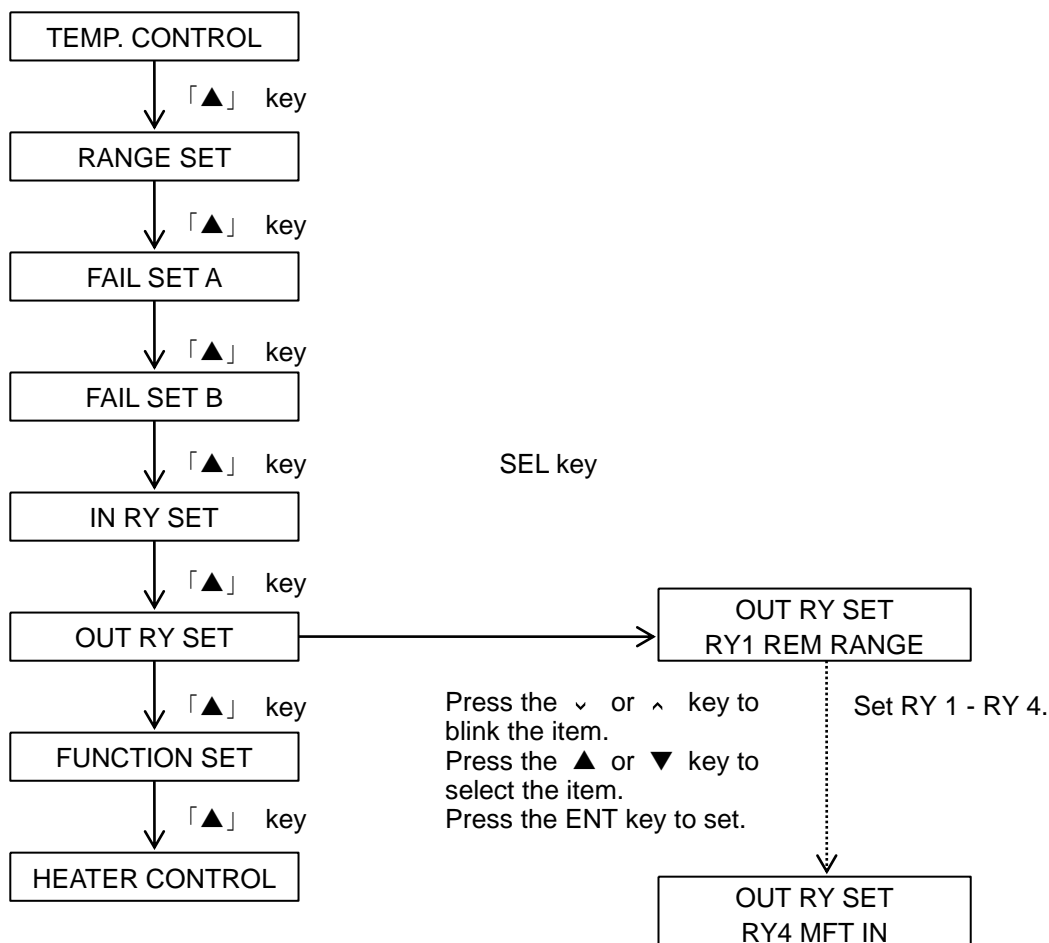 TEMP. CONTROL
「▲」 key
RANGE SET
「▲」 key
FAIL SET A
「▲」 key
FAIL SET B
「▲」 key
SEL key
IN RY SET
「▲」 key
OUT RY SET
OUT RY SET
RY1 REM RANGE
「▲」 key
Press the ⌄ or ⌃ key to
blink the item.
Press the ▲ or ▼ key to
select the item.
Press the ENT key to set.
Set RY 1 - RY 4.
FUNCTION SET
「▲」 key
HEATER CONTROL
OUT RY SET
RY4 MFT IN